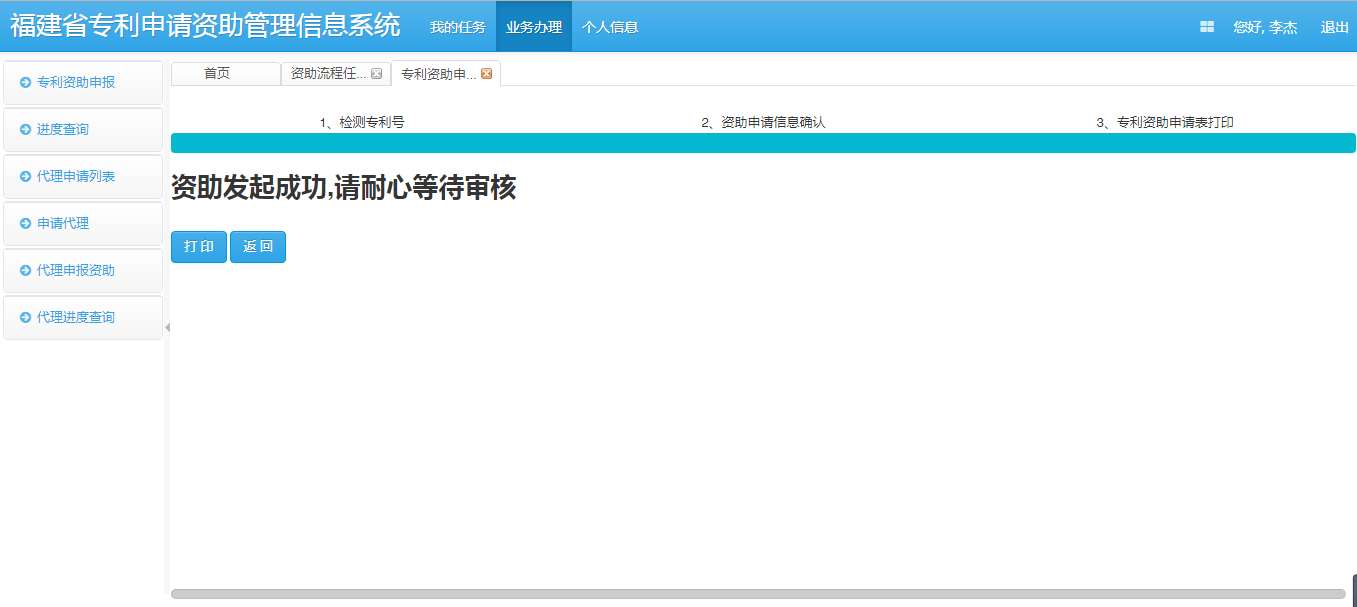 福建省专利申请资助管理信息系统 我的任务 业务办理 个人信息 您好, 李杰 退出
首页 资助流程任... 专利资助申...
专利资助申报
进度查询
代理申请列表
申请代理
代理申报资助
代理进度查询
1、检测专利号 2、资助申请信息确认 3、专利资助申请表打印
资助发起成功,请耐心等待审核
打印 返回